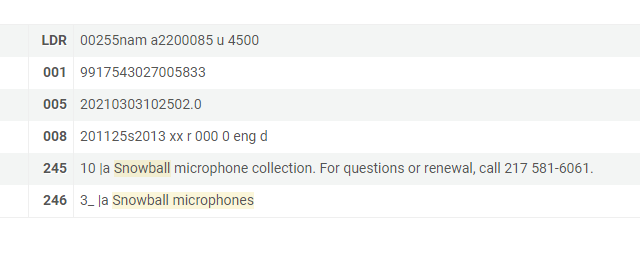 LDR 00255nam a2200085 u 4500
001 9917543027005833
005 20210303102502.0
008 201125s2013 xx r 000 0 eng d
245 10 |a Snowball microphone collection. For questions or renewal, call 217 581-6061.
246 3_ |a Snowball microphones